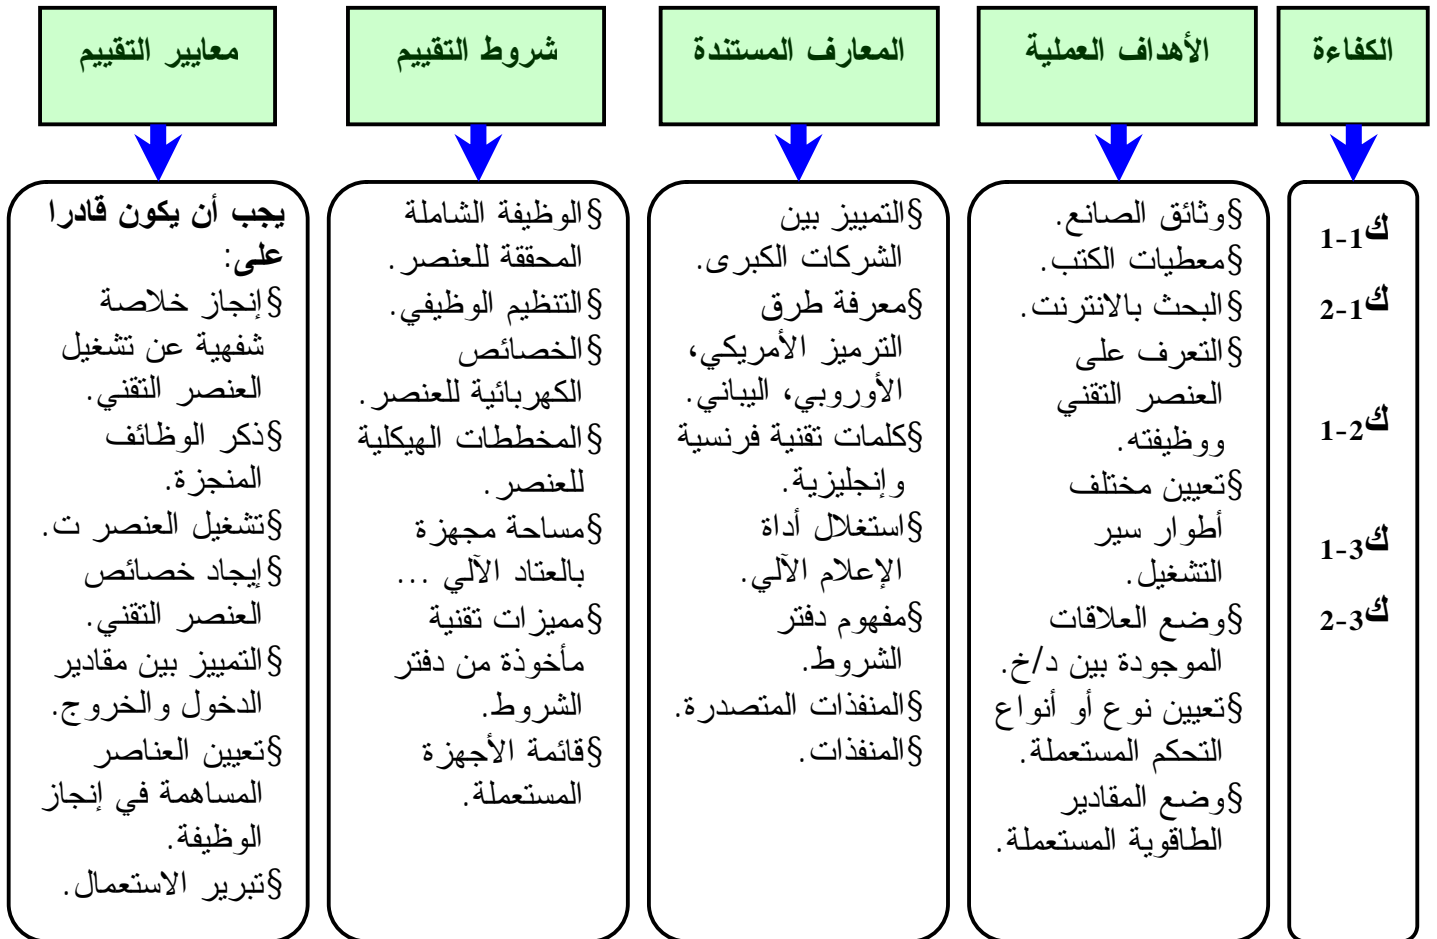 الكفاءة
الأهداف العملية
المعارف المستندة
شروط التقييم
معايير التقييم
ك1-1
ك1-2
ك2-1
ك3-1
ك3-2
§وثائق الصانع.
§معطيات الكتب.
§البحث بالانترنت.
§التعرف على
العنصر التقني
ووظيفته.
§تعيين مختلف
أطوار سير
التشغيل.
§وضع العلاقات
الموجودة بين د/خ.
§تعيين نوع أو أنواع
التحكم المستعملة.
§وضع المقادير
الطاقوية المستعملة.
§التمييز بين
الشركات الكبرى.
§معرفة طرق
الترميز الأمريكي،
الأوروبي، الياباني.
§كلمات تقنية فرنسية
وإنجليزية.
§استغلال أداة
الإعلام الآلي.
§مفهوم دفتر
الشروط.
§المنفذات المتصدرة.
§المنفذات.
§الوظيفة الشاملة
المحققة للعنصر.
§التنظيم الوظيفي.
§الخصائص
الكهربائية للعنصر.
§المخططات الهيكلية
للعنصر.
§مساحة مجهزة
بالعتاد الآلي ...
§مميزات تقنية
مأخوذة من دفتر
الشروط.
§قائمة الأجهزة
المستعملة.
يجب أن يكون قادرا
على:
§إنجاز خلاصة
شفهية عن تشغيل
العنصر التقني.
§ذكر الوظائف
المنجزة.
§تشغيل العنصر ت.
§إيجاد خصائص
العنصر التقني.
§التمييز بين مقادير
الدخول والخروج.
§تعيين العناصر
المساهمة في إنجاز
الوظيفة.
§تبرير الاستعمال.